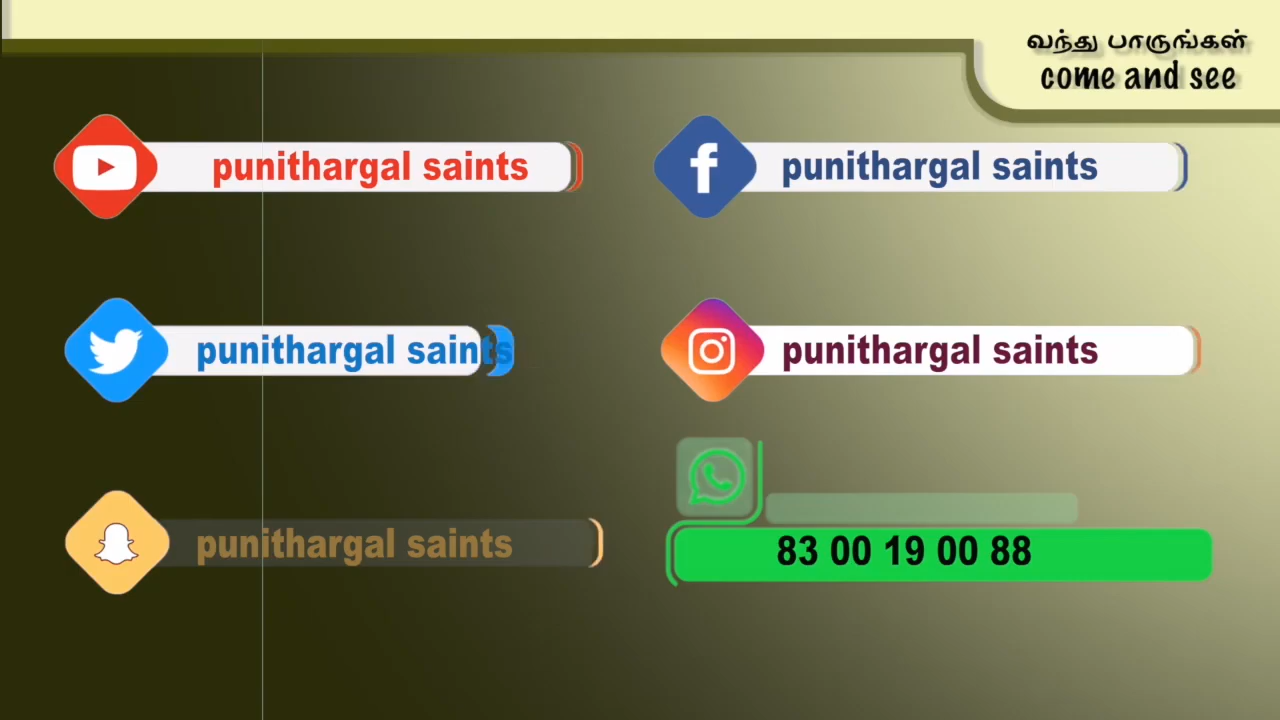 வந்து பாருங்கள்
come and see
punithargal saints
punithargal saints
punithargal saints
punithargal saints
punithargal saints
83 00 19 00 88